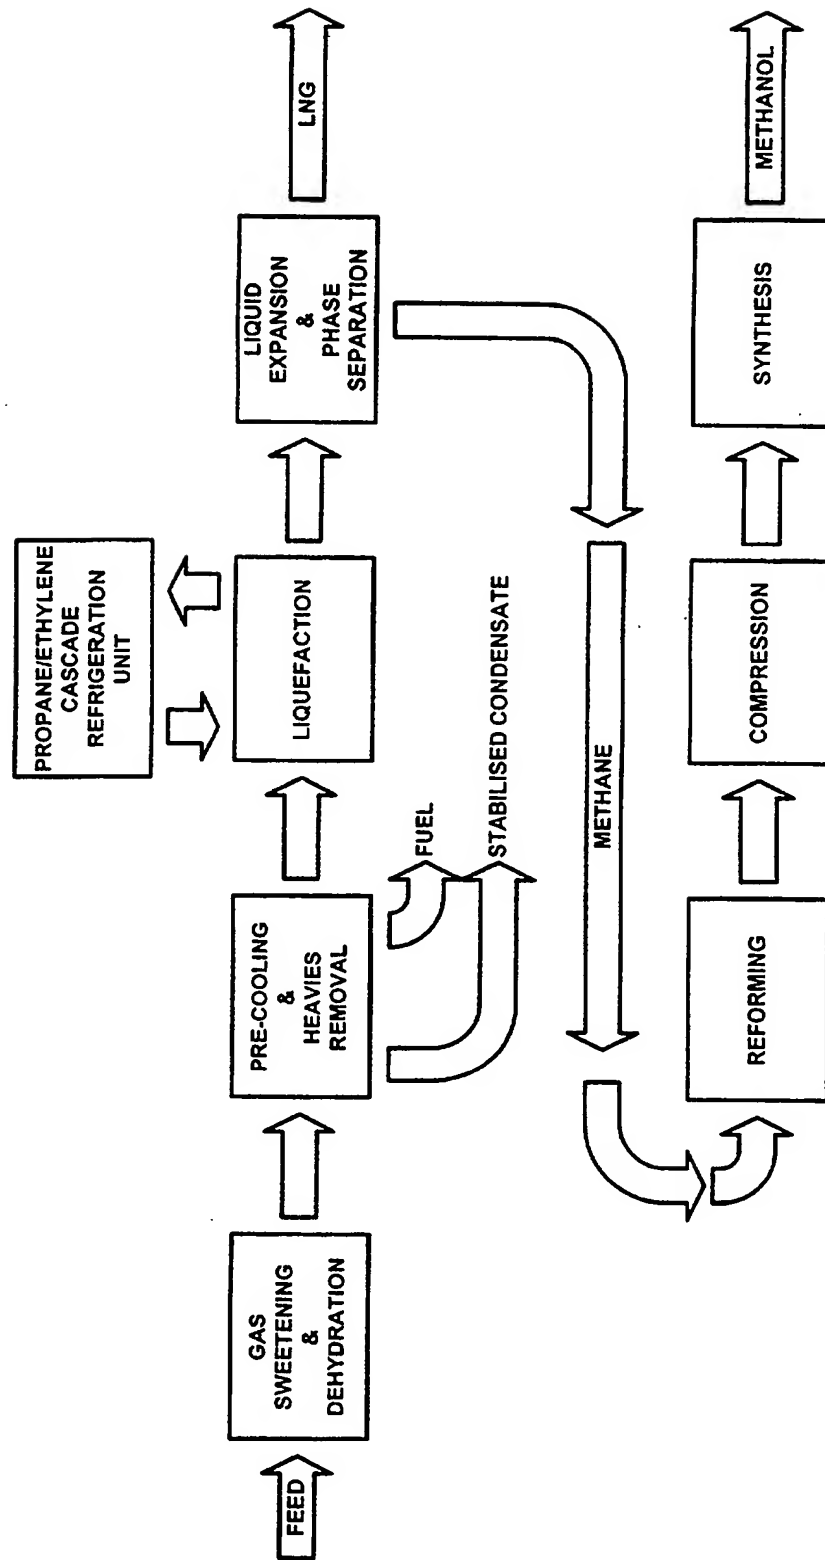 FEED
GAS
SWEETENING
&
DEHYDRATION
PRE-COOLING
&
HEAVIES
REMOVAL
FUEL
STABILISED CONDENSATE
PROPANE/ETHYLENE
CASCADE
REFRIGERATION
UNIT
LIQUEFACTION
LIQUID
EXPANSION
&
PHASE
SEPARATION
LNG
METHANE
REFORMING
COMPRESSION
SYNTHESIS
METHANOL